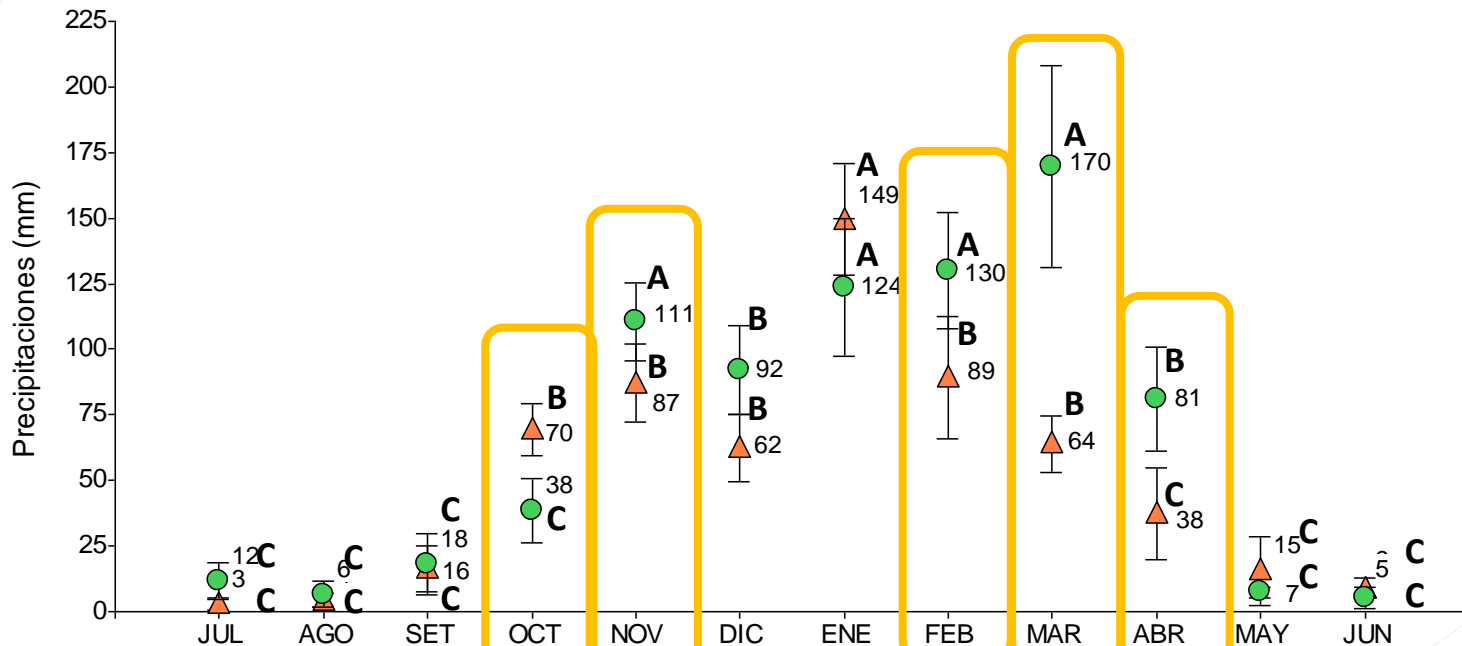 Precipitaciones (mm)
225
200
175
150
125
100
75
50
25
0
12 C
3
C
6 C
C
C
18
16
C
B
70
38
C
A
111
B
87
B
92
B
62
A
149
A
124
A
130
B
89
A
170
B
64
B
81
C
38
15 C
7 C
C
5
C
JUL AGO SET OCT NOV DIC ENE FEB MAR ABR MAY JUN